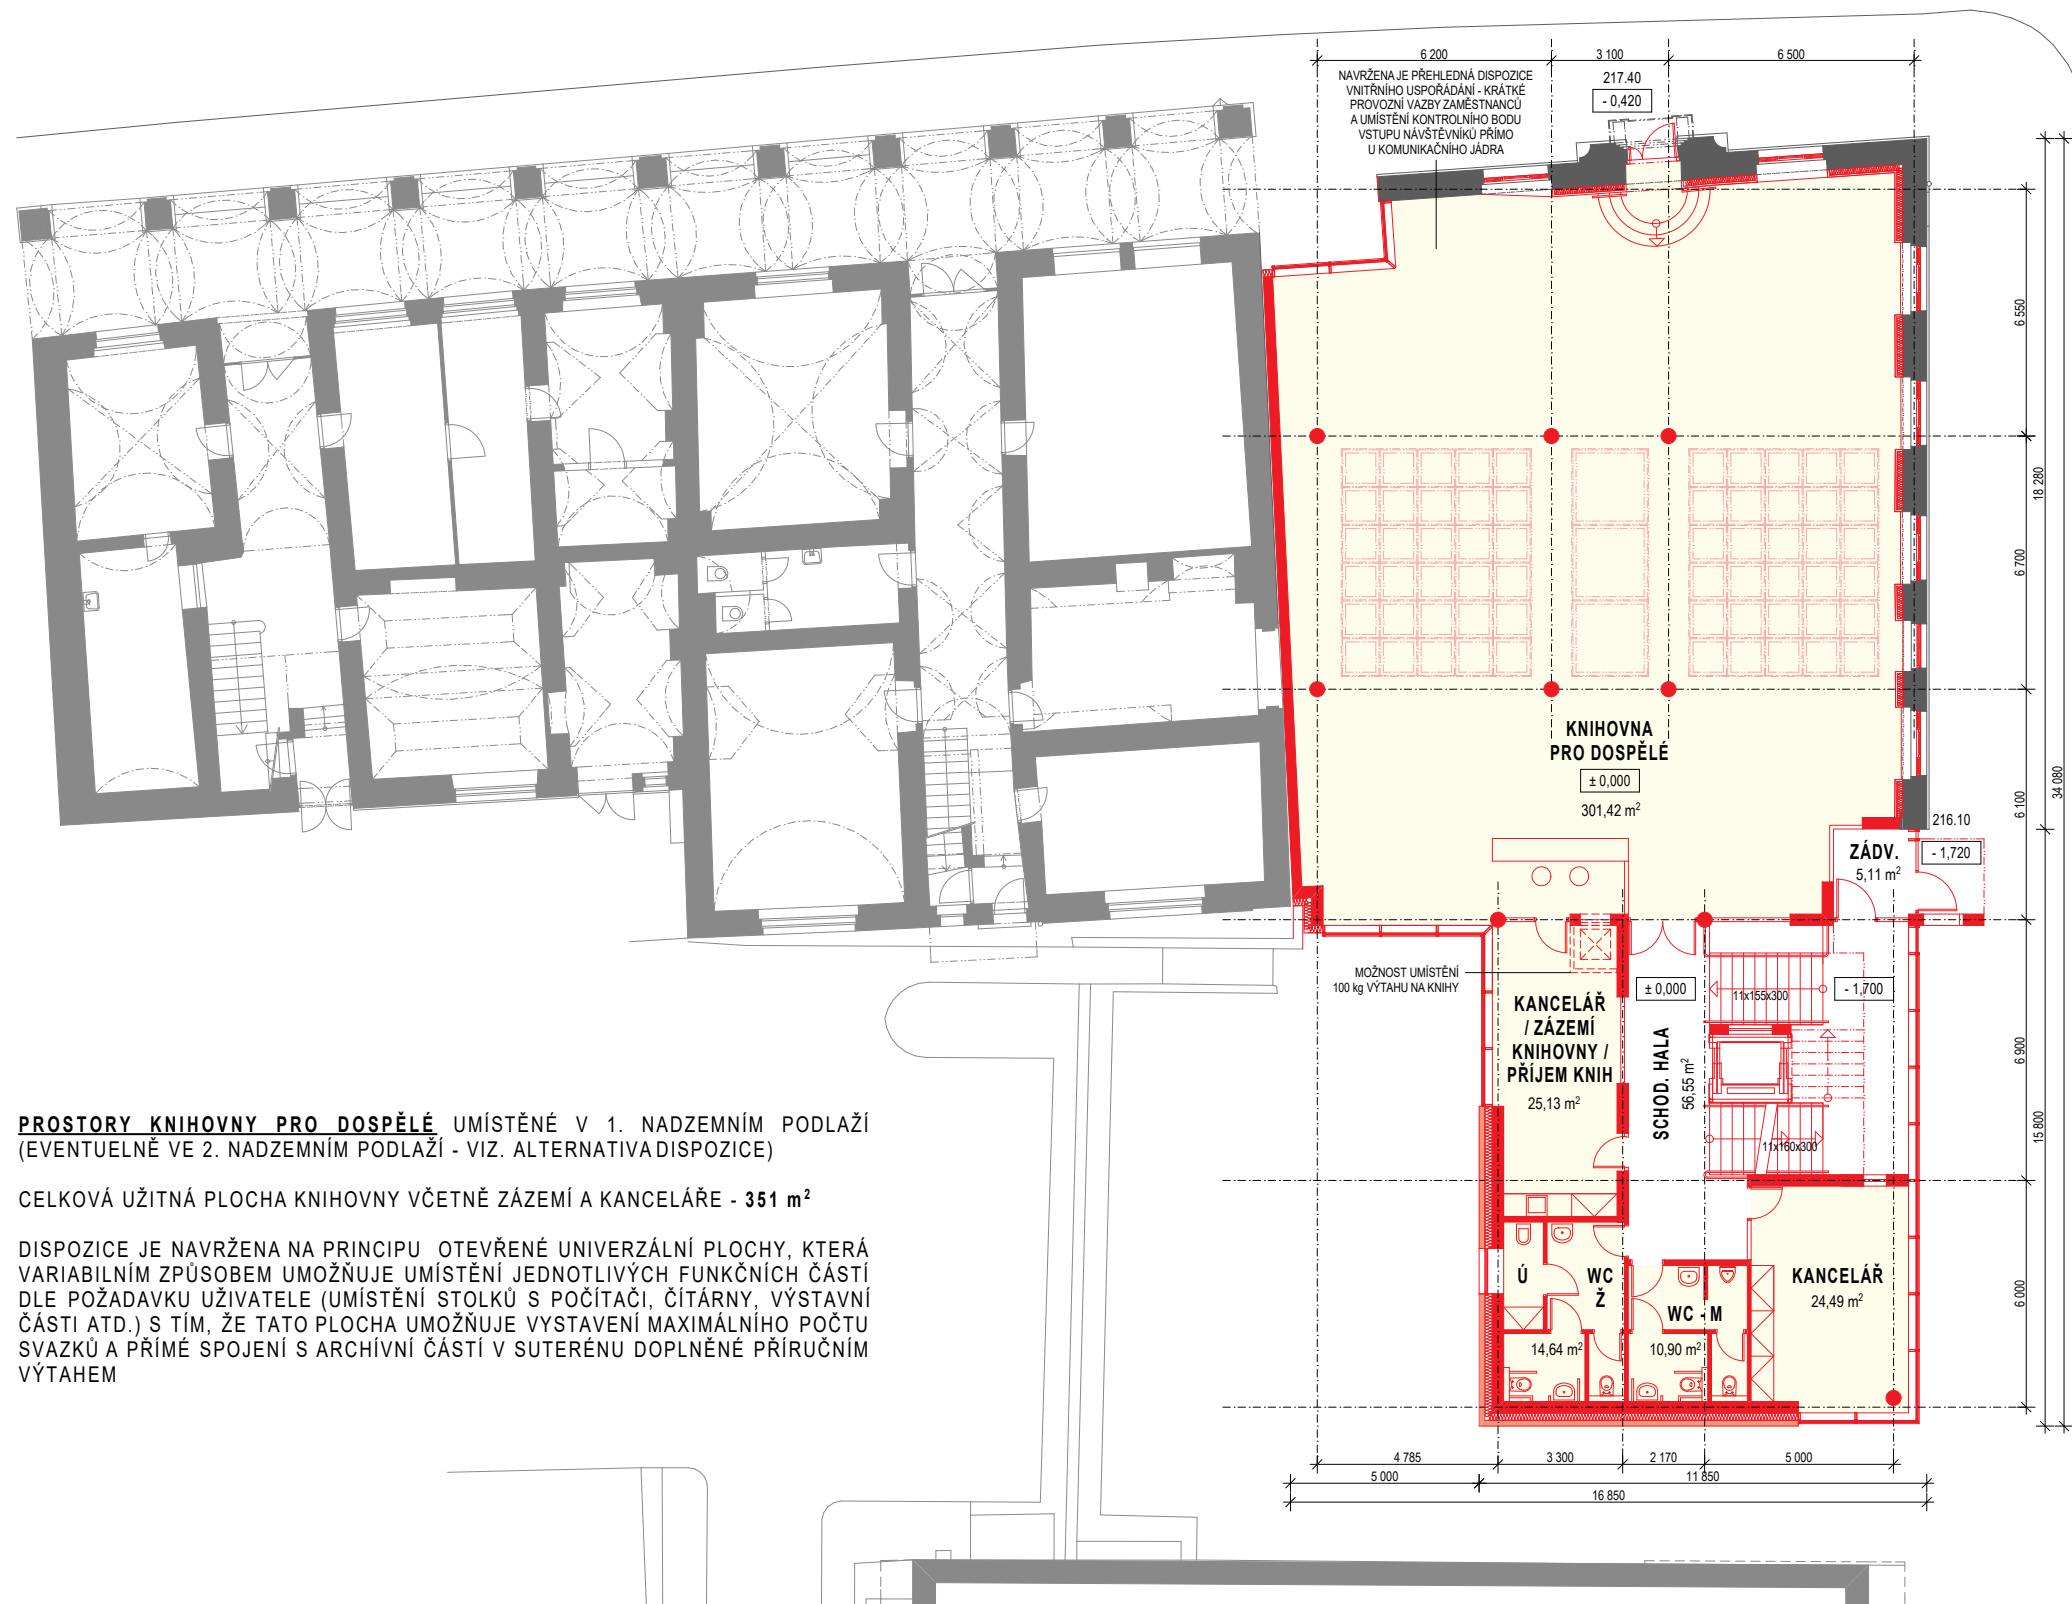 6 200
3 100
6 500
NAVRŽENA JE PŘEHLEDNÁ DISPOZICE
VNITŘNÍHO USPOŘÁDÁNÍ - KRÁTKÉ
PROVOZNÍ VAZBY ZAMĚSTNANCŮ
A UMÍSTĚNÍ KONTROLNÍHO BODU
VSTUPU NÁVŠTĚVNÍKŮ PŘÍMO
U KOMUNIKAČNÍHO JÁDRA
217.40
- 0,420
6 550
18 280
6 700
34 080
6 100
KNIHOVNA
PRO DOSPĚLÉ
± 0,000
301,42 m²
216.10
- 1,720
ZÁDV.
5,11 m²
MOŽNOST UMÍSTĚNÍ
100 kg VÝTAHU NA KNIHY
± 0,000
11x155x300
- 1,700
KANCELÁŘ
/ ZÁZEMÍ
KNIHOVNY /
PŘÍJEM KNIH
25,13 m²
SCHOD. HALA
56,55 m²
6 900
15 800
11x160x300
PROSTORY KNIHOVNY PRO DOSPĚLÉ UMÍSTĚNÉ V 1. NADZEMNÍM PODLAŽÍ
(EVENTUELNĚ VE 2. NADZEMNÍM PODLAŽÍ - VIZ. ALTERNATIVA DISPOZICE)
CELKOVÁ UŽITNÁ PLOCHA KNIHOVNY VČETNĚ ZÁZEMÍ A KANCELÁŘE - 351 m²
DISPOZICE JE NAVRŽENA NA PRINCIPU OTEVŘENÉ UNIVERZÁLNÍ PLOCHY, KTERÁ
VARIABILNÍM ZPŮSOBEM UMOŽŇUJE UMÍSTĚNÍ JEDNOTLIVÝCH FUNKČNÍCH ČÁSTÍ
DLE POŽADAVKU UŽIVATELE (UMÍSTĚNÍ STOLKŮ S POČÍTAČI, ČÍTÁRNY, VÝSTAVNÍ
ČÁSTI ATD.) S TÍM, ŽE TATO PLOCHA UMOŽŇUJE VYSTAVENÍ MAXIMÁLNÍHO POČTU
SVAZKŮ A PŘÍMÉ SPOJENÍ S ARCHÍVNÍ ČÁSTÍ V SUTERÉNU DOPLNĚNÉ PŘÍRUČNÍM
VÝTAHEM
Ú
WC
Ž
14,64 m²
WC - M
10,90 m²
KANCELÁŘ
24,49 m²
6 000
4 785
3 300
2 170
5 000
5 000
11 850
16 850